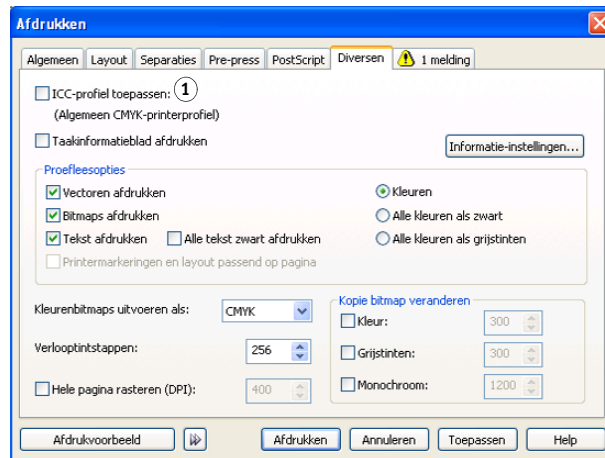 Afdrukken
Algemeen Layout Separaties Pre-press PostScript Diversen 1 melding
ICC-profiel toepassen: 1
(Algemeen CMYK-printerprofiel)
Taakinformatieblad afdrukken
Informatie-instellingen...
Proefleesopties
Vectoren afdrukken Kleuren
Bitmaps afdrukken Alle kleuren als zwart
Tekst afdrukken Alle tekst zwart afdrukken Alle kleuren als grijstinten
Printermarkeringen en layout passend op pagina
Kleurenbitmaps uitvoeren als: CMYK
Verlooptintstappen: 256
Hele pagina rasteren (DPI): 400
Kopie bitmap veranderen
Kleur: 300
Grijstinten: 300
Monochroom: 1200
Afdrukvoorbeeld Afdrukken Annuleren Toepassen Help